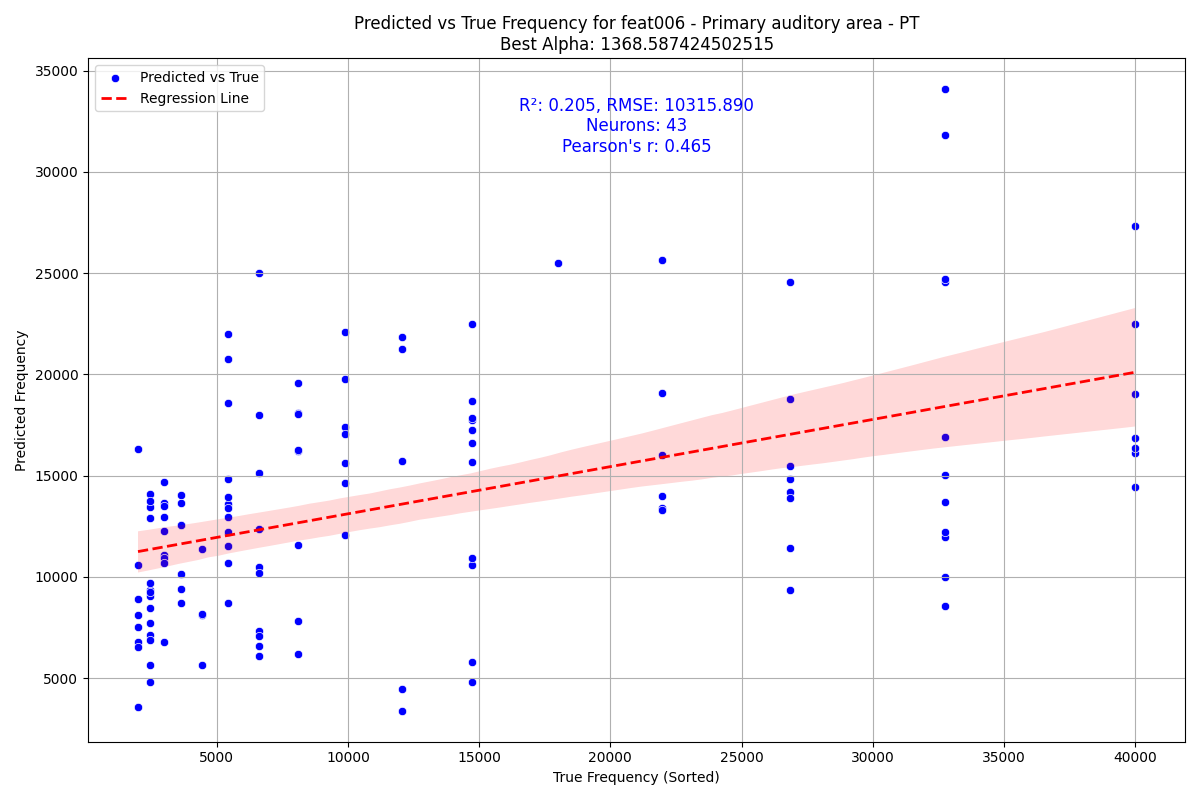 Predicted vs True Frequency for feat006 - Primary auditory area - PT
Best Alpha: 1368.587424502515
Predicted vs True
Regression Line
R²: 0.205, RMSE: 10315.890
Neurons: 43
Pearson's r: 0.465
Predicted Frequency
35000
30000
25000
20000
15000
10000
5000
5000 10000 15000 20000 25000 30000 35000 40000
True Frequency (Sorted)